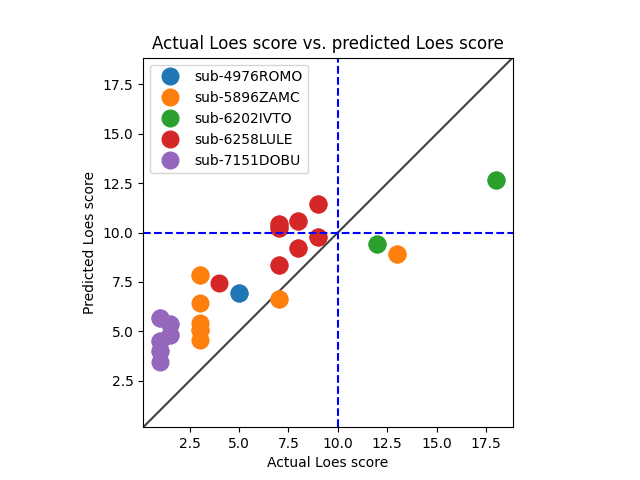 Actual Loes score vs. predicted Loes score
sub-4976ROMO
sub-5896ZAMC
sub-6202IVTO
sub-6258LULE
sub-7151DOBU
17.5
15.0
12.5
10.0
7.5
5.0
2.5
Predicted Loes score
2.5 5.0 7.5 10.0 12.5 15.0 17.5
Actual Loes score